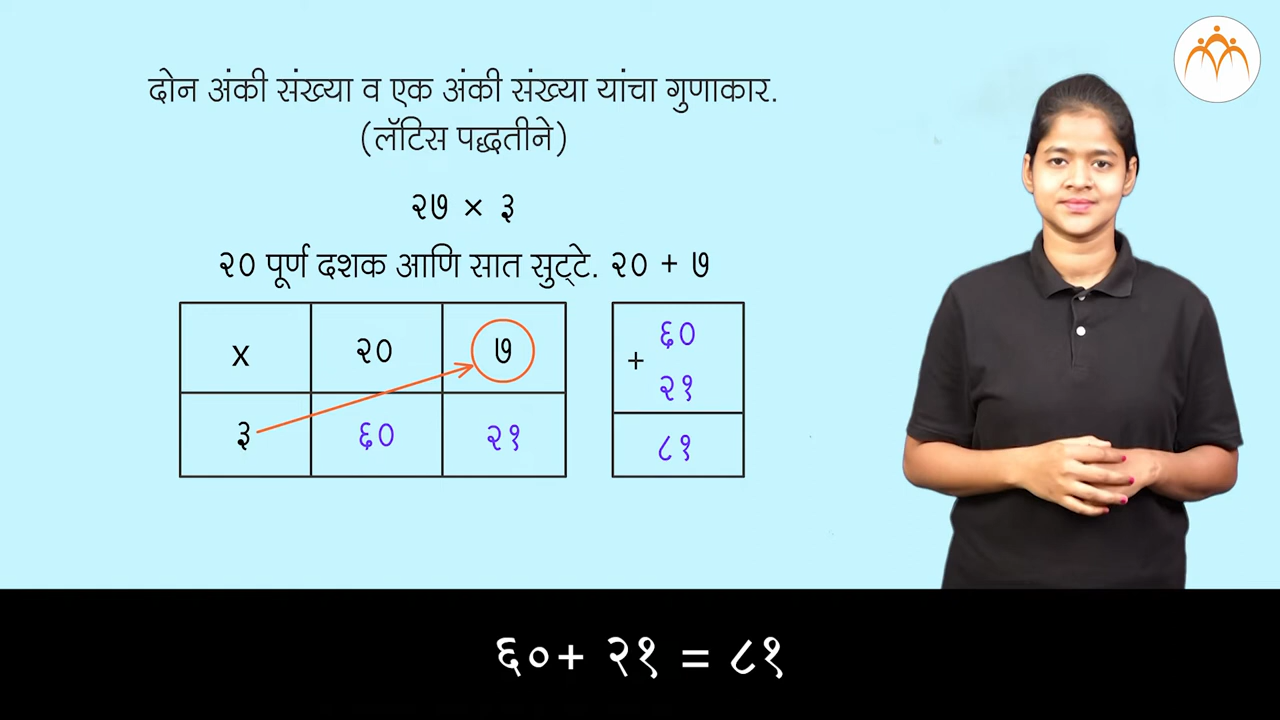 दोन अंकी संख्या व एक अंकी संख्या यांचा गुणाकार.
(लॅटिस पद्धतीने)
२७ × ३
२० पूर्ण दशक आणि सात सुट्टे. २० + ७
x २० ७
३ ६० २१
६०
+
२१
८१
६०+ २१ = ८१